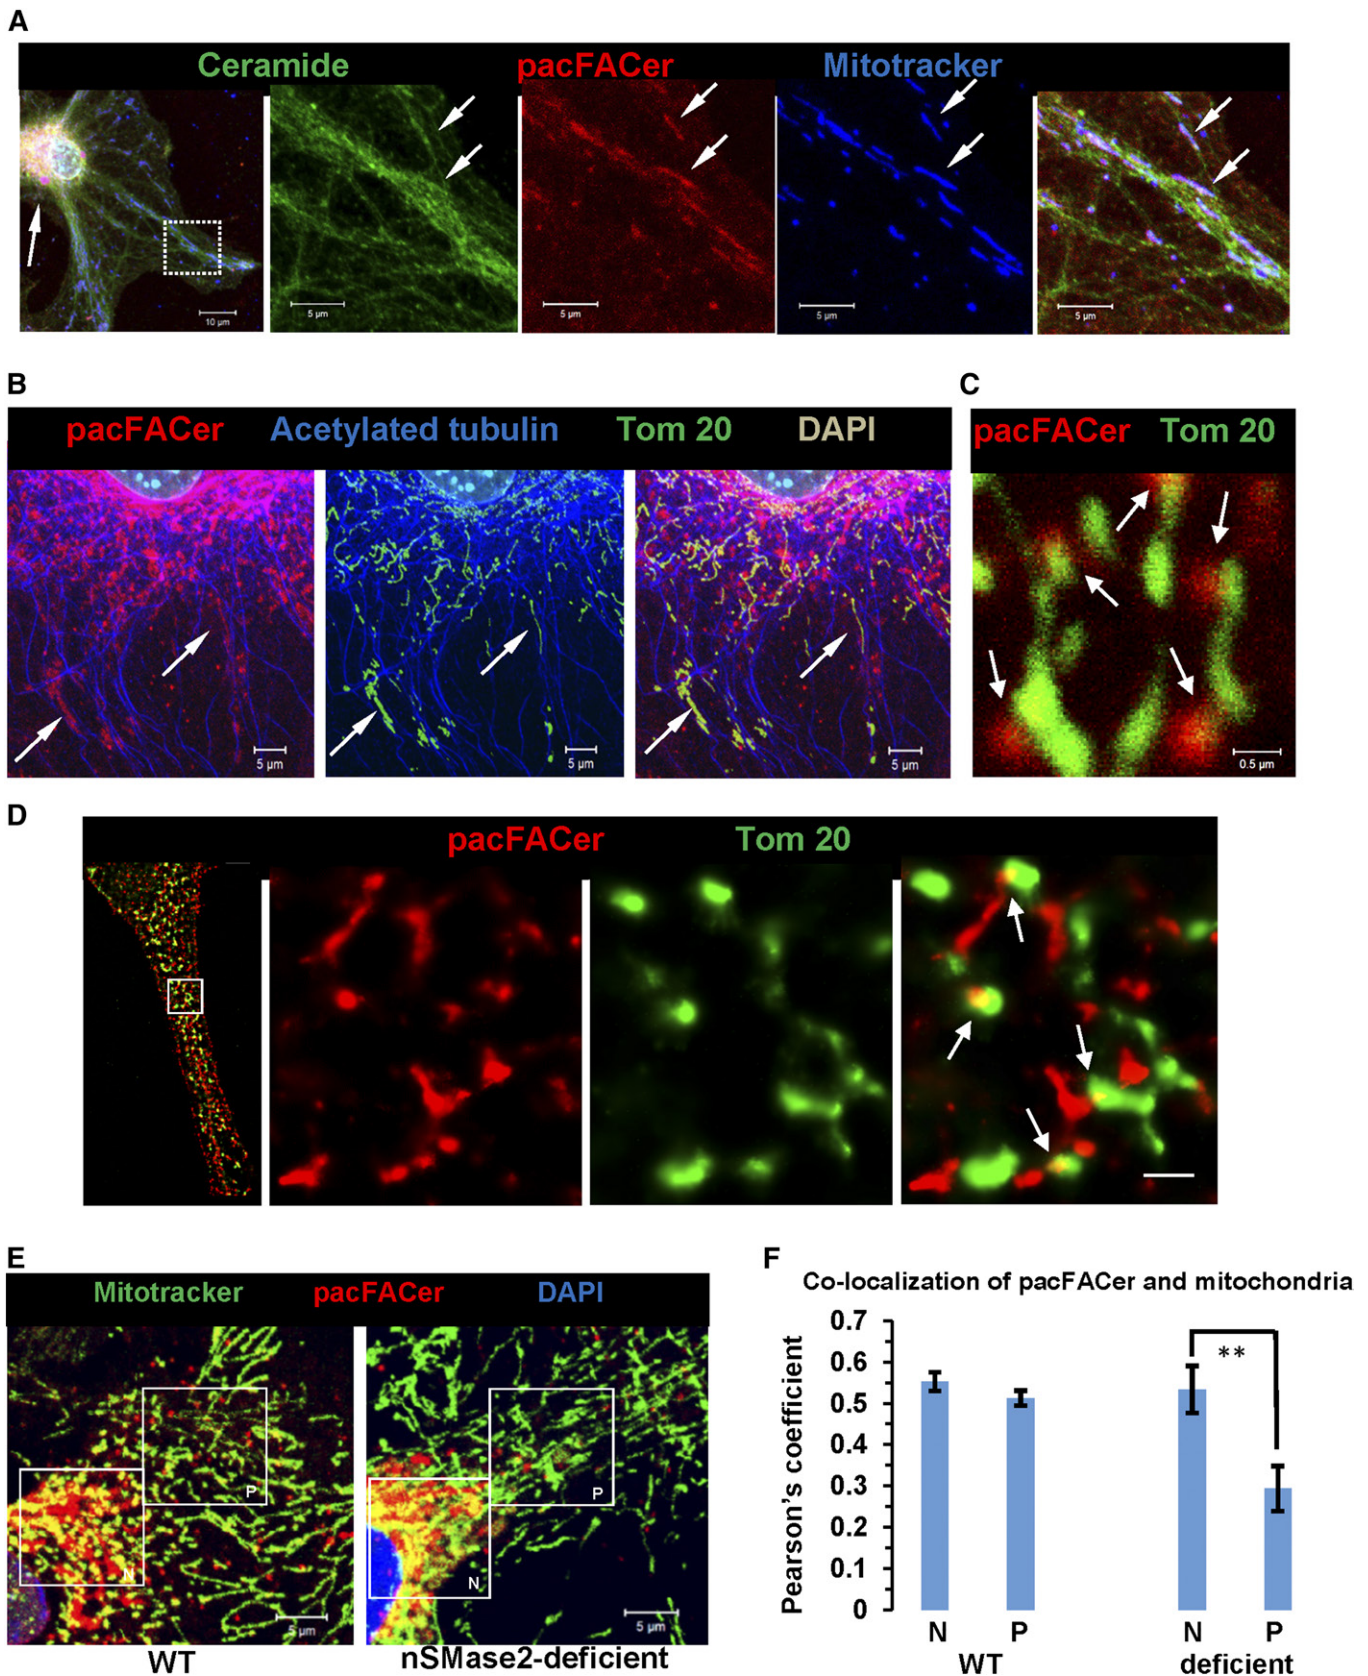 A
Ceramide pacFACer Mitotracker
10 µm
5 µm
5 µm
5 µm
5 µm
B
pacFACer Acetylated tubulin Tom 20 DAPI
5 µm
5 µm
5 µm
C
pacFACer Tom 20
0.5 µm
D
pacFACer Tom 20
E
Mitotracker pacFACer DAPI
P
N
5 µm
P
N
5 µm
WT
nSMase2-deficient
F
Co-localization of pacFACer and mitochondria
Pearson's coefficient
0.7
0.6
0.5
0.4
0.3
0.2
0.1
0
**
N P N P
WT deficient